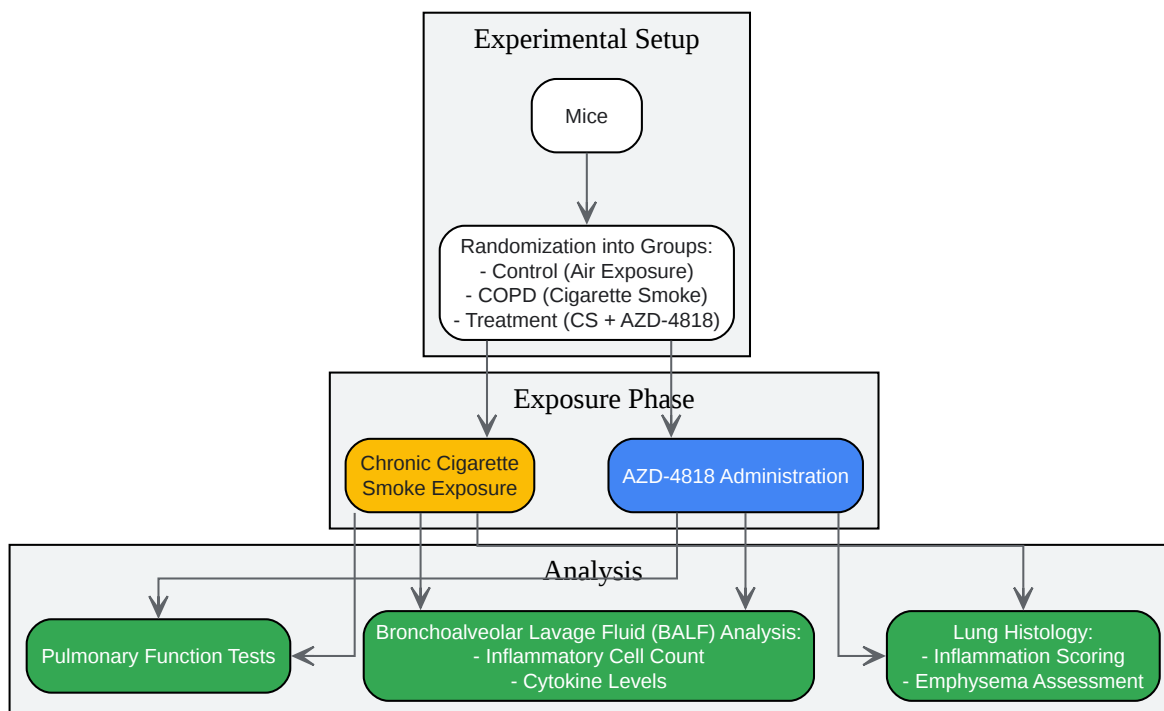 Experimental Setup
Mice
Randomization into Groups:
- Control (Air Exposure)
- COPD (Cigarette Smoke)
- Treatment (CS + AZD-4818)
Exposure Phase
Chronic Cigarette
Smoke Exposure
AZD-4818 Administration
Analysis
Pulmonary Function Tests
Bronchoalveolar Lavage Fluid (BALF) Analysis:
- Inflammatory Cell Count
- Cytokine Levels
Lung Histology:
- Inflammation Scoring
- Emphysema Assessment